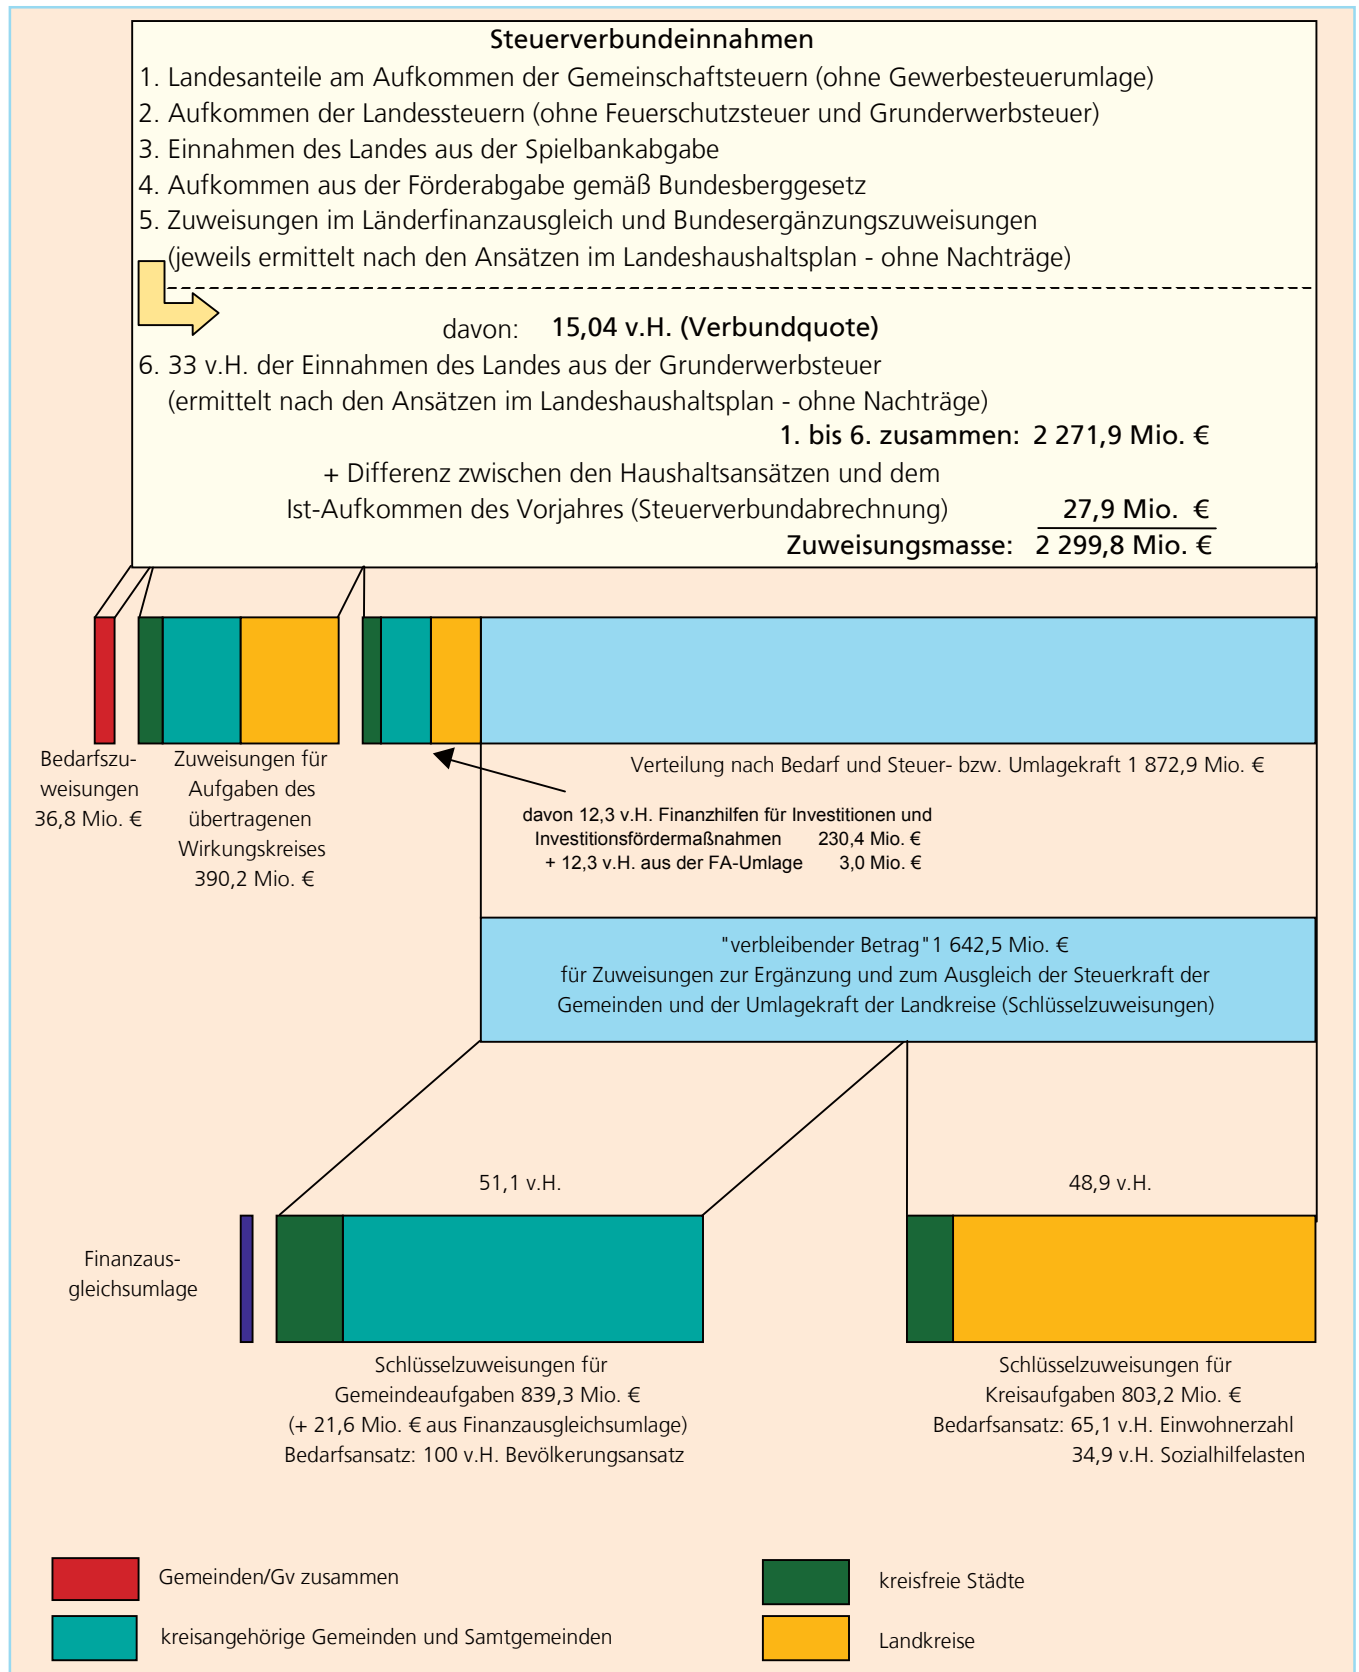 Steuerverbundeinnahmen
1. Landesanteile am Aufkommen der Gemeinschaftsteuern (ohne Gewerbesteuerumlage)
2. Aufkommen der Landessteuern (ohne Feuerschutzsteuer und Grunderwerbsteuer)
3. Einnahmen des Landes aus der Spielbankabgabe
4. Aufkommen aus der Förderabgabe gemäß Bundesberggesetz
5. Zuweisungen im Länderfinanzausgleich und Bundesergänzungszuweisungen
(jeweils ermittelt nach den Ansätzen im Landeshaushaltsplan - ohne Nachträge)
davon: 15,04 v.H. (Verbundquote)
6. 33 v.H. der Einnahmen des Landes aus der Grunderwerbsteuer
(ermittelt nach den Ansätzen im Landeshaushaltsplan - ohne Nachträge)
1. bis 6. zusammen: 2 271,9 Mio. €
+ Differenz zwischen den Haushaltsansätzen und dem
Ist-Aufkommen des Vorjahres (Steuerverbundabrechnung) 27,9 Mio. €
Zuweisungsmasse: 2 299,8 Mio. €
Bedarfszu-
weisungen
36,8 Mio. €
Zuweisungen für
Aufgaben des
übertragenen
Wirkungskreises
390,2 Mio. €
Verteilung nach Bedarf und Steuer- bzw. Umlagekraft 1 872,9 Mio. €
davon 12,3 v.H. Finanzhilfen für Investitionen und
Investitionsfördermaßnahmen 230,4 Mio. €
+ 12,3 v.H. aus der FA-Umlage 3,0 Mio. €
"verbleibender Betrag"1 642,5 Mio. €
für Zuweisungen zur Ergänzung und zum Ausgleich der Steuerkraft der
Gemeinden und der Umlagekraft der Landkreise (Schlüsselzuweisungen)
51,1 v.H.
48,9 v.H.
Finanzaus-
gleichsumlage
Schlüsselzuweisungen für
Gemeindeaufgaben 839,3 Mio. €
(+ 21,6 Mio. € aus Finanzausgleichsumlage)
Bedarfsansatz: 100 v.H. Bevölkerungsansatz
Schlüsselzuweisungen für
Kreisaufgaben 803,2 Mio. €
Bedarfsansatz: 65,1 v.H. Einwohnerzahl
34,9 v.H. Sozialhilfelasten
Gemeinden/Gv zusammen
kreisfreie Städte
kreisangehörige Gemeinden und Samtgemeinden
Landkreise